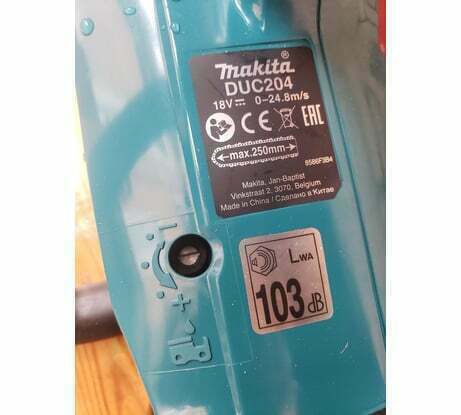 makita®
DUC204
18V 0-24.8m/s
CE EAC
max.250mm
8586F3B4
Makita, Jan-Baptist
Vinkstraat 2, 3070, Belgium
Made in China / Сделано в Китае
LWA
103 dB
+